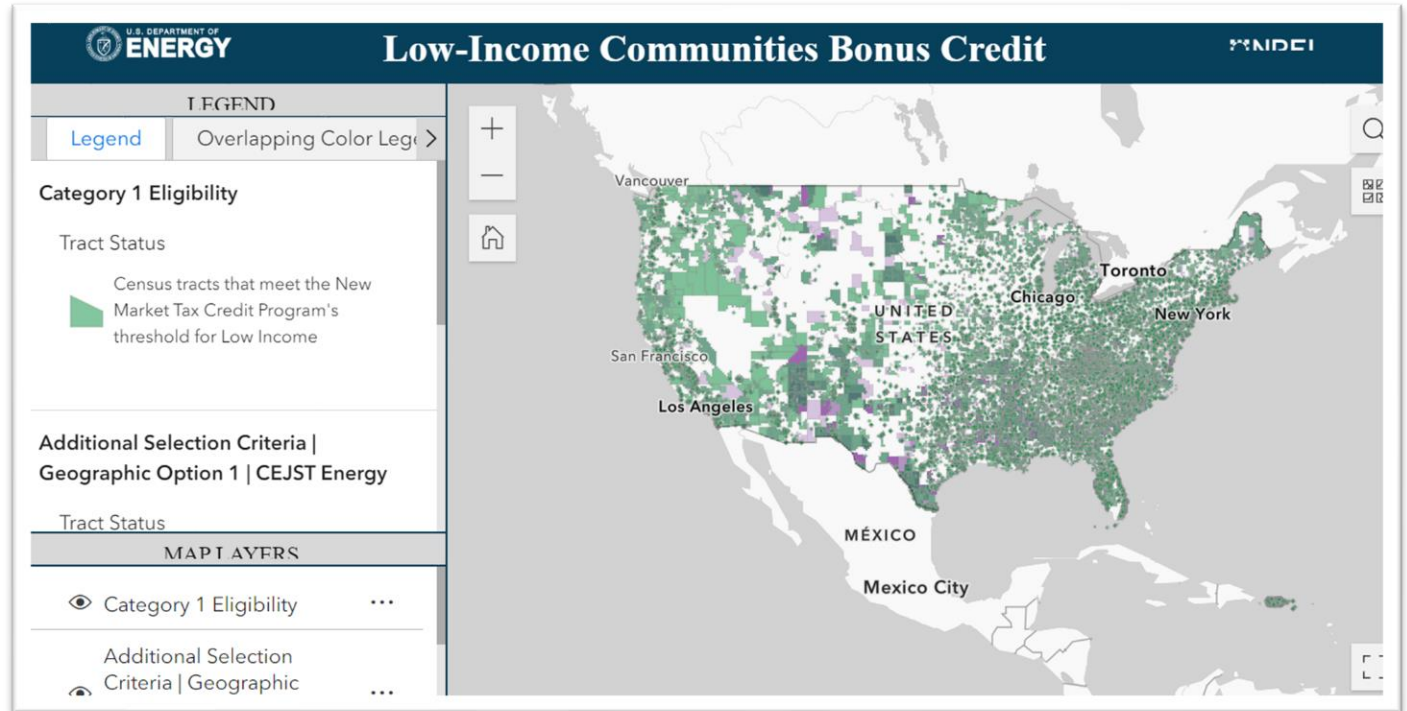 U.S. DEPARTMENT OF
ENERGY
Low-Income Communities Bonus Credit
LEGEND
Legend
Overlapping Color Leg
Category 1 Eligibility
Tract Status
Census tracts that meet the New
Market Tax Credit Program's
threshold for Low Income
Additional Selection Criteria |
Geographic Option 1 | CEJST Energy
Tract Status
MAP LAYERS
Category 1 Eligibility
Additional Selection
Criteria | Geographic
Vancouver
Toronto
Chicago
UNITED
STATES
New York
San Francisco
Los Angeles
MÉXICO
Mexico City